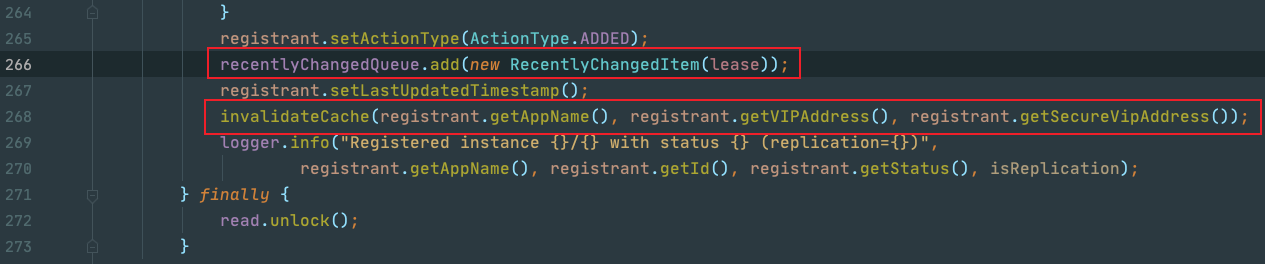 264 }
265 registrant.setActionType(ActionType.ADDED);
266 recentlyChangedQueue.add(new RecentlyChangedItem(lease));
267 registrant.setLastUpdatedTimestamp();
268 invalidateCache(registrant.getAppName(), registrant.getVIPAddress(), registrant.getSecureVipAddress());
269 logger.info("Registered instance {}/{} with status {} (replication={})",
270 registrant.getAppName(), registrant.getId(), registrant.getStatus(), isReplication);
271 } finally {
272 read.unlock();
273 }